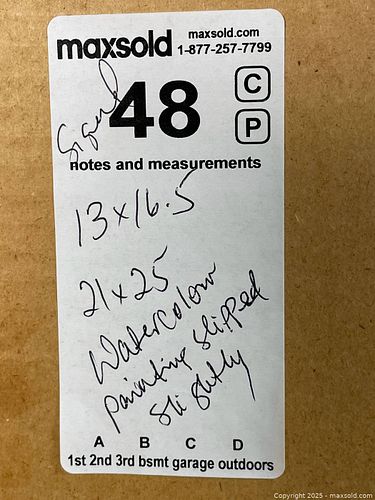 maxsold
maxsold.com
1-877-257-7799
Signed
48
C
P
notes and measurements
13x16.5
21x25
Watercolour
painting slipped
slightly
A B C D
1st 2nd 3rd bsmt garage outdoors
Copyright 2025 - maxsold.com